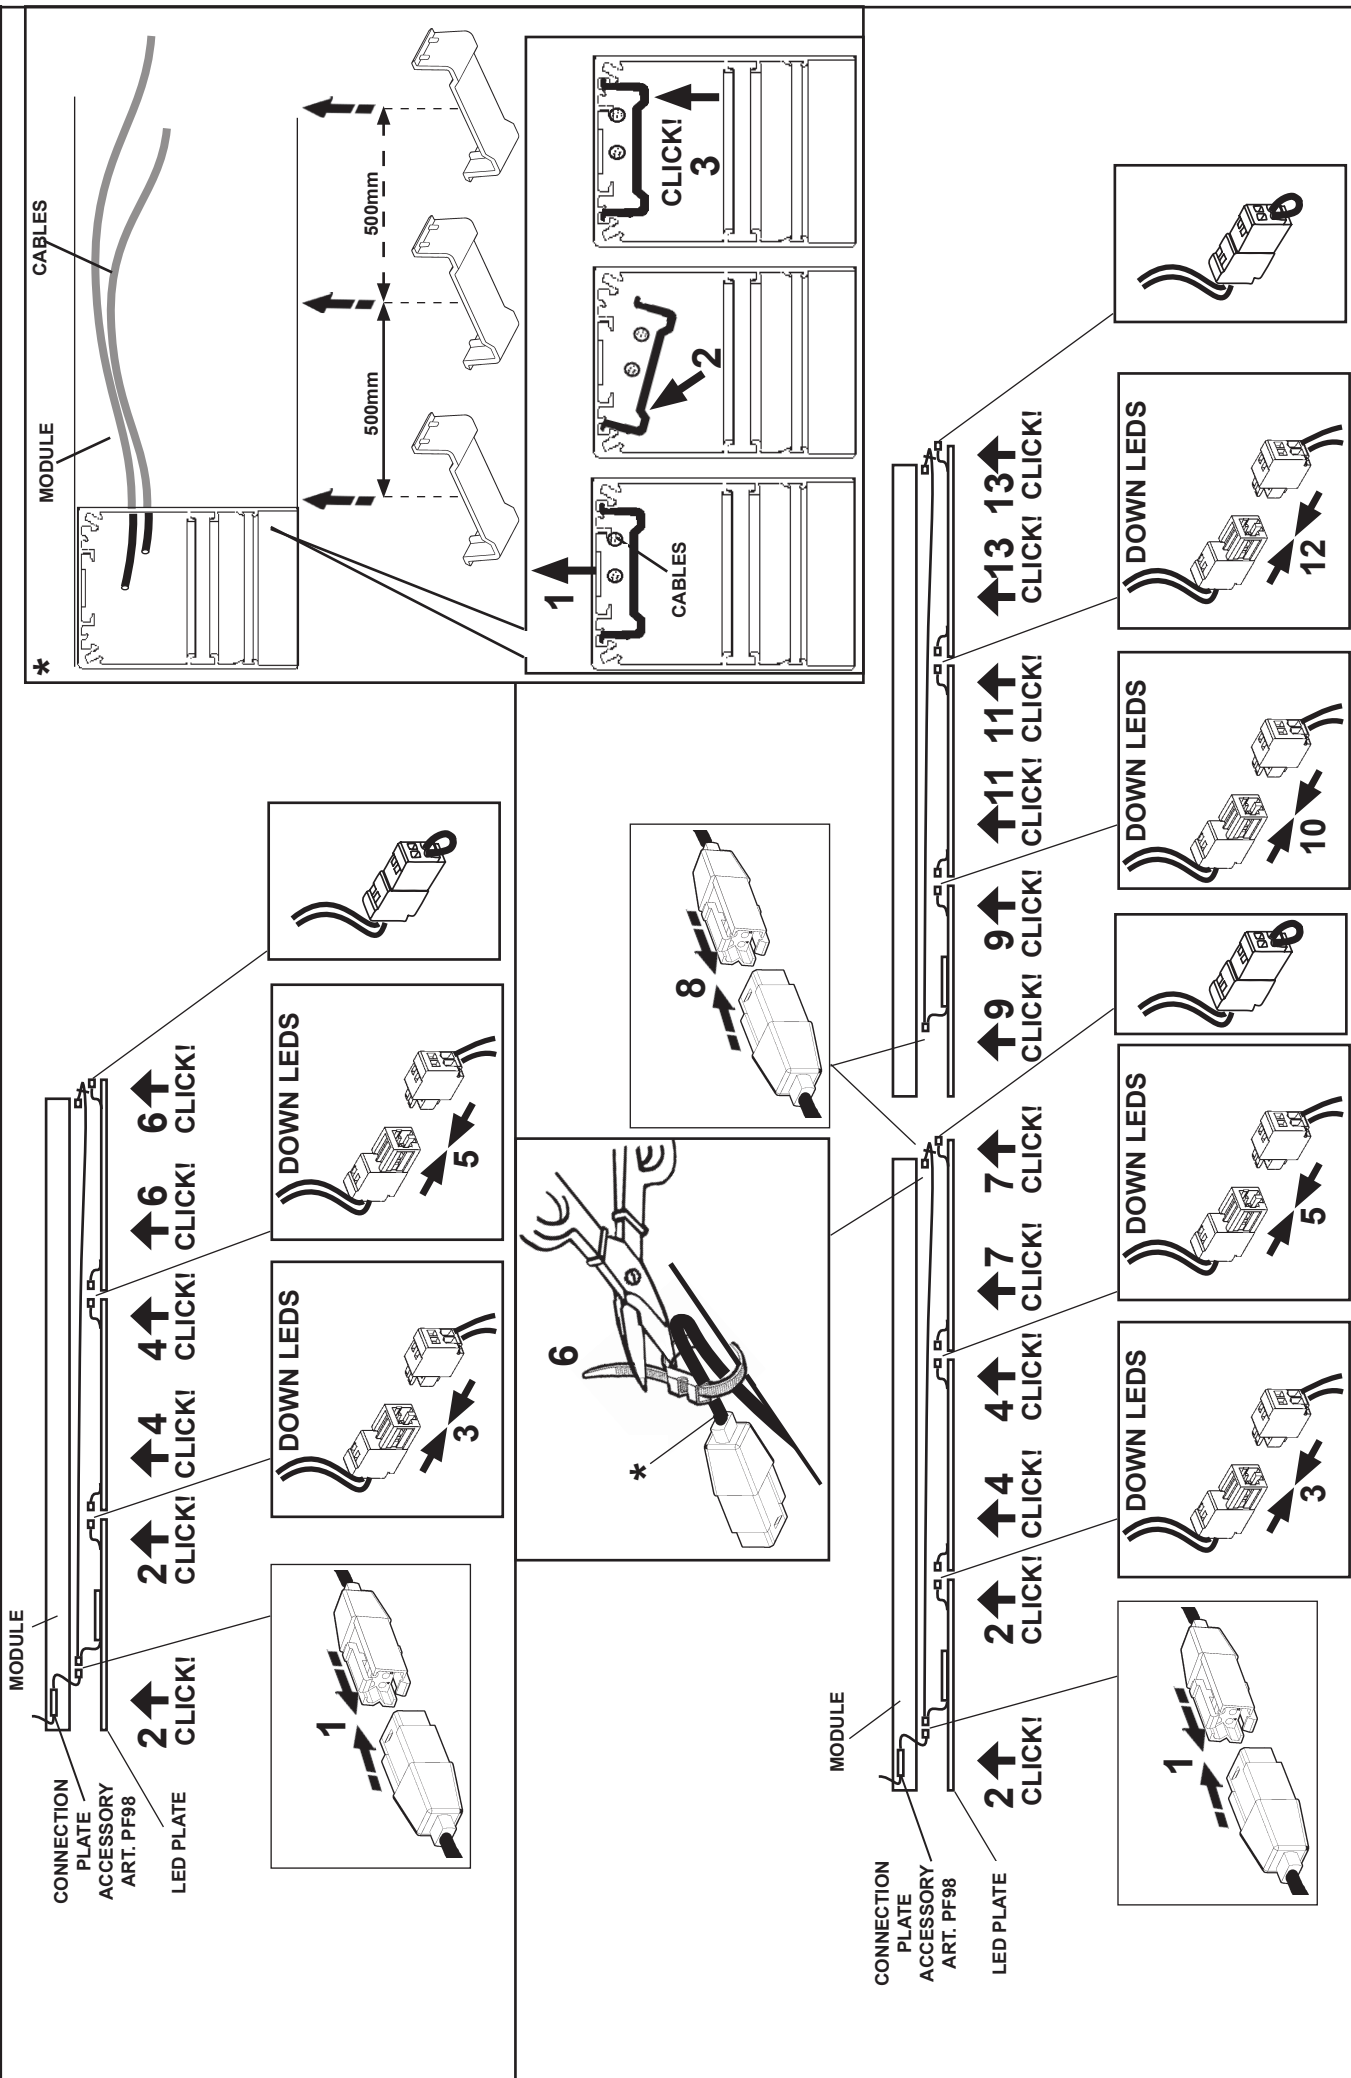 MODULE
CONNECTION
PLATE
ACCESSORY
ART. PF98
LED PLATE
2 2 4 4 6 6
CLICK! CLICK! CLICK! CLICK! CLICK! CLICK!
1
DOWN LEDS
3
DOWN LEDS
5
*
MODULE
CABLES
500mm 500mm
1
CABLES
2
CLICK!
3
6
*
8
MODULE
CONNECTION
PLATE
ACCESSORY
ART. PF98
LED PLATE
2 2 4 4 7 7 9 9 11 11 13 13
CLICK! CLICK! CLICK! CLICK! CLICK! CLICK! CLICK! CLICK! CLICK! CLICK! CLICK! CLICK!
1
DOWN LEDS
3
DOWN LEDS
5
DOWN LEDS
10
DOWN LEDS
12